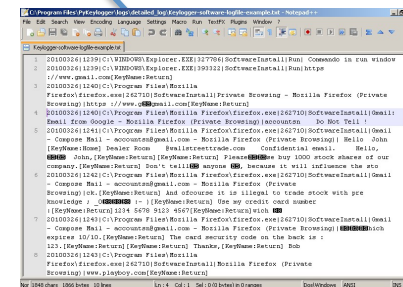 C:\Program Files\PyKeylogger\logs\detailed_log\Keylogger-software-logfile-example.txt - Notepad++
File Edit Search View Encoding Language Settings Macro Run TextFX Plugins Window ?
Keylogger-software-logfile-example.txt
1 20100326|1239|C:\WINDOWS\Explorer.EXE|327786|SoftwareInstall|Run| Commando in run window
2 20100326|1240|C:\WINDOWS\Explorer.EXE|393322|SoftwareInstall|Run|https
://www.gmail.com[KeyName:Return]
3 20100326|1240|C:\Program Files\Mozilla
Firefox\firefox.exe|262710|SoftwareInstall|Private Browsing - Mozilla Firefox (Private
Browsing)|https ://www.g mail.com[KeyName:Return]
4 20100326|1240|C:\Program Files\Mozilla Firefox\firefox.exe|262710|SoftwareInstall|Gmail:
Email from Google - Mozilla Firefox (Private Browsing)|accountsn Do Not Tell !
5 20100326|1241|C:\Program Files\Mozilla Firefox\firefox.exe|262710|SoftwareInstall|Gmail
- Compose Mail - accountsn@gmail.com - Mozilla Firefox (Private Browsing)| Hello John
[KeyName:Home] Dealer Room @wallstreettrade.com Confidential email. Hello,
John,[KeyName:Return][KeyName:Return] Please se buy 1000 stock shares of our
company.[KeyName:Return] Don't tell anyone , because it will influence the sto
6 20100326|1242|C:\Program Files\Mozilla Firefox\firefox.exe|262710|SoftwareInstall|Gmail
- Compose Mail - accountsn@gmail.com - Mozilla Firefox (Private
Browsing)|ck.[KeyName:Return] And ofcourse it is illegal to trade stock with pre
knowledge ; _O :- )[KeyName:Return] Use my credit card number
:[KeyName:Return]1234 5678 9123 4567[KeyName:Return]wich
7 20100326|1243|C:\Program Files\Mozilla Firefox\firefox.exe|262710|SoftwareInstall|Gmail
- Compose Mail - accountsn@gmail.com - Mozilla Firefox (Private Browsing)| hich
expires 10/10.[KeyName:Return] The card security code on the back is :
123.[KeyName:Return][KeyName:Return] Thanks,[KeyName:Return] Bob
8 20100326|1243|C:\Program Files\Mozilla
Firefox\firefox.exe|262710|SoftwareInstall|Mozilla Firefox (Private
Browsing)|www.playboy.com[KeyName:Return]
Nor 1848 chars 1866 bytes 10 lines Ln : 4 Col : 1 Sel : 0 (0 bytes) in 0 ranges Dos\Windows ANSI INS